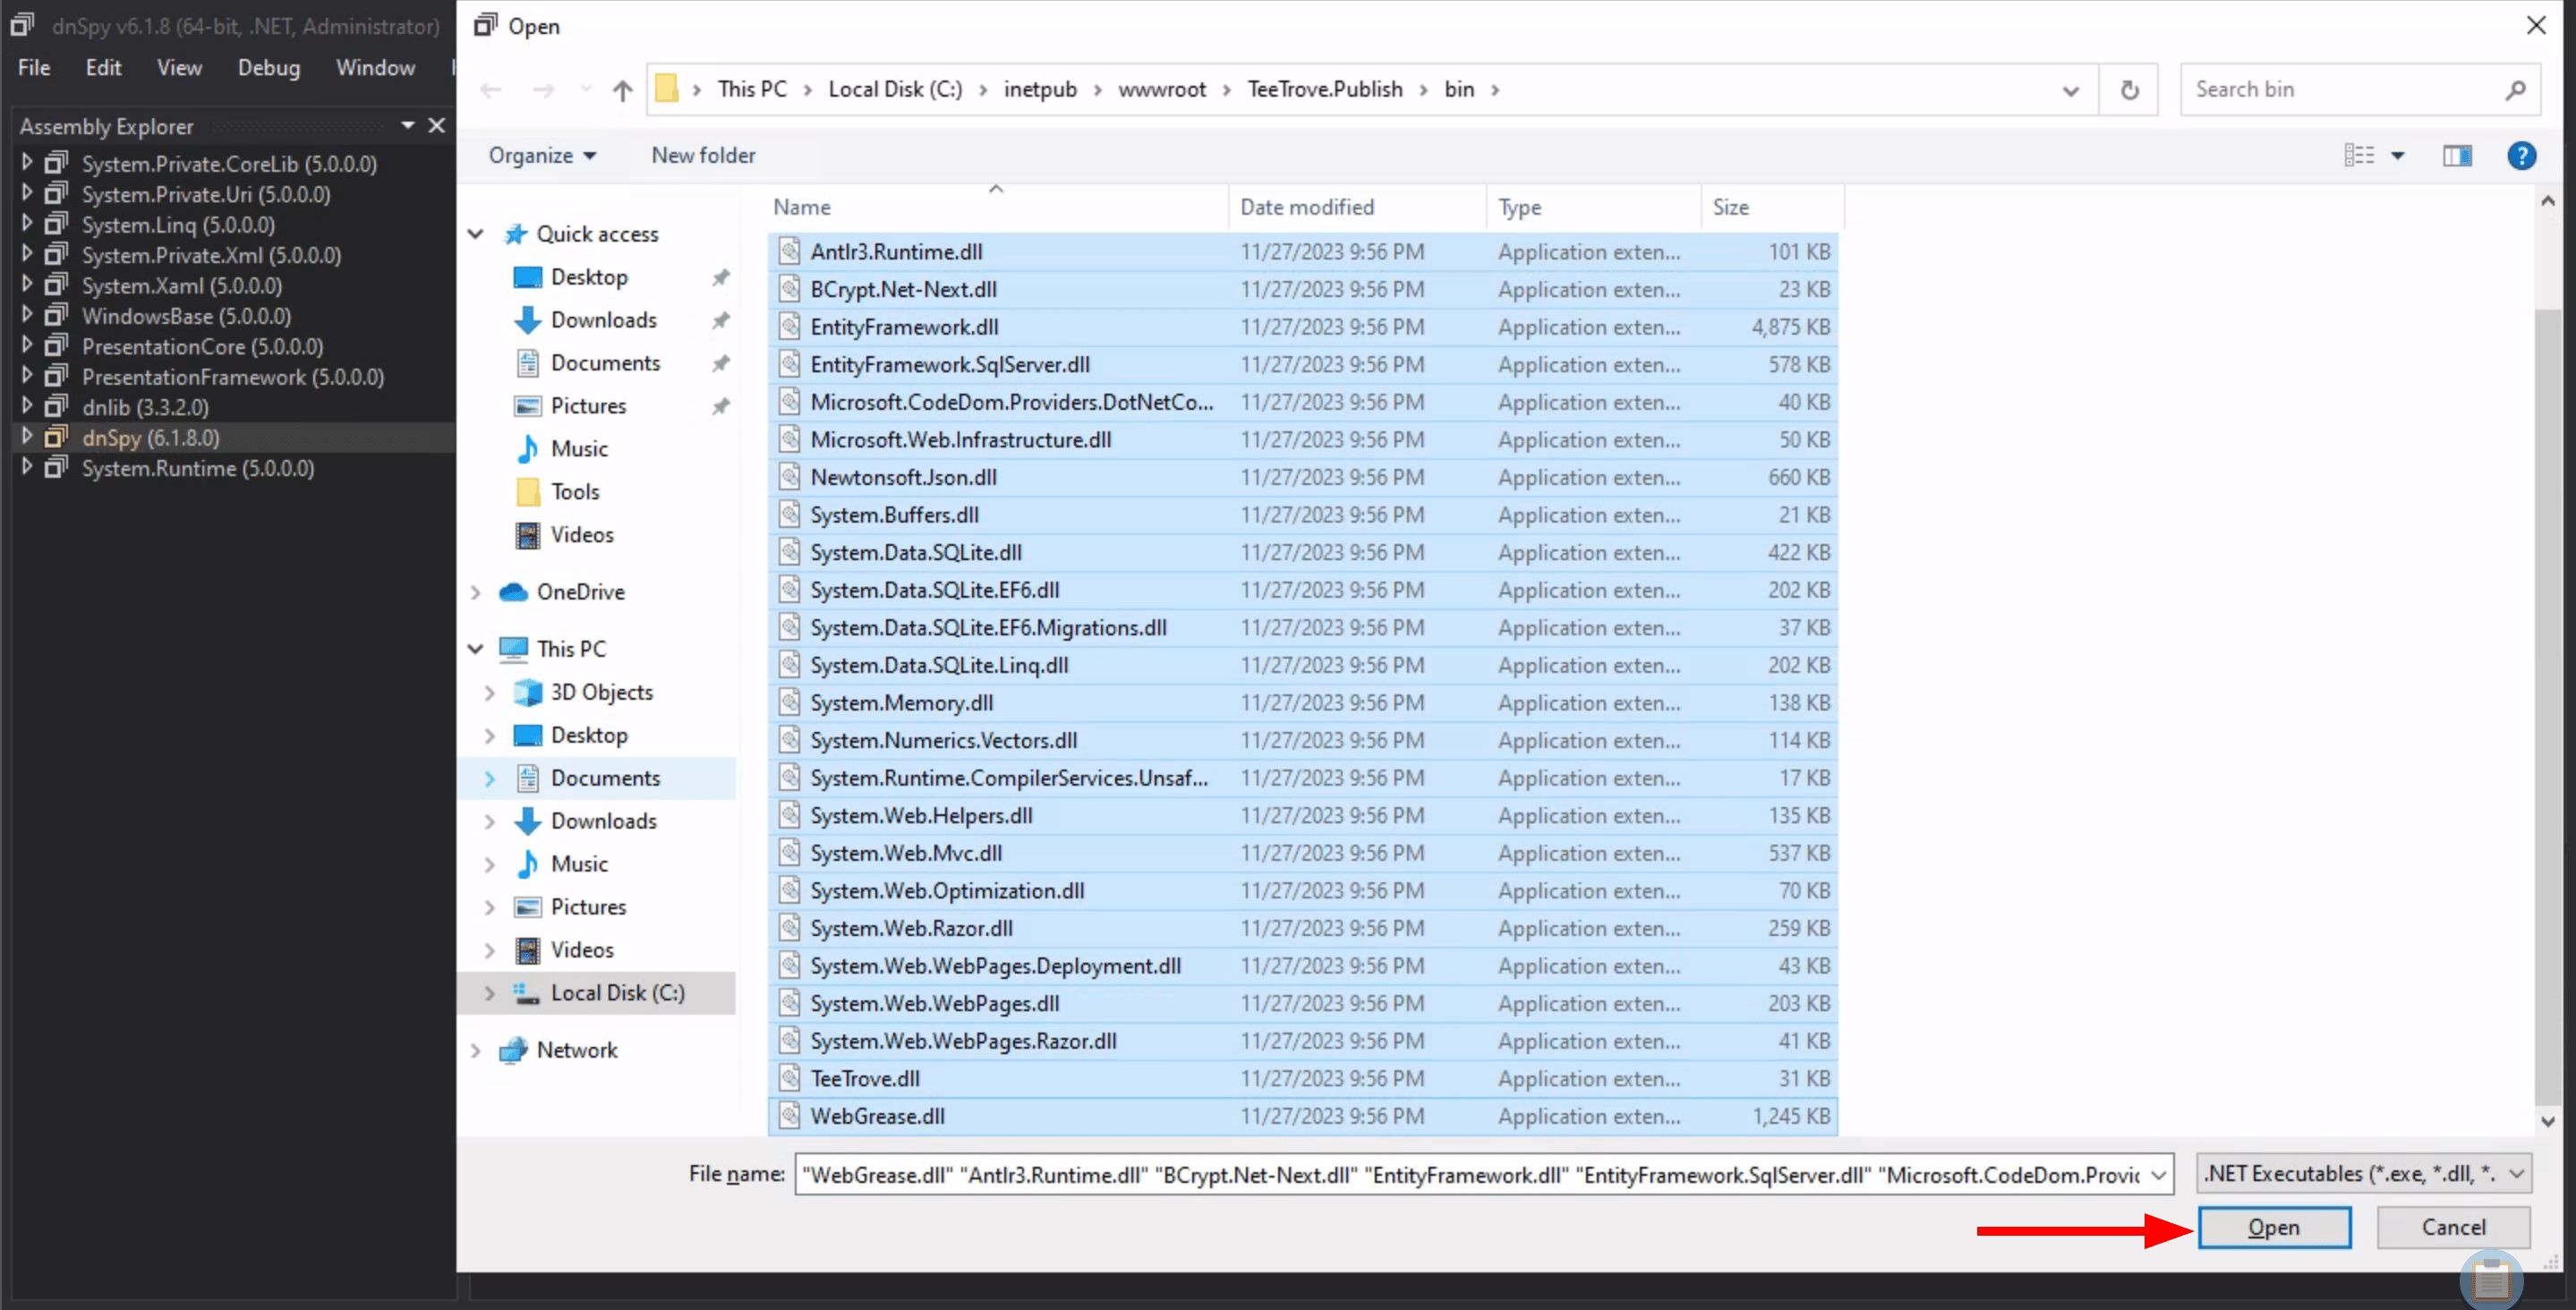 dnSpy v6.1.8 (64-bit, .NET, Administrator)
File Edit View Debug Window
Assembly Explorer
System.Private.CoreLib (5.0.0.0)
System.Private.Uri (5.0.0.0)
System.Linq (5.0.0.0)
System.Private.Xml (5.0.0.0)
System.Xaml (5.0.0.0)
WindowsBase (5.0.0.0)
PresentationCore (5.0.0.0)
PresentationFramework (5.0.0.0)
dnlib (3.3.2.0)
dnSpy (6.1.8.0)
System.Runtime (5.0.0.0)
Open
This PC › Local Disk (C:) › inetpub › wwwroot › TeeTrove.Publish › bin ›
Search bin
Organize New folder
Quick access
Desktop
Downloads
Documents
Pictures
Music
Tools
Videos
OneDrive
This PC
3D Objects
Desktop
Documents
Downloads
Music
Pictures
Videos
Local Disk (C:)
Network
Name Date modified Type Size
Antlr3.Runtime.dll 11/27/2023 9:56 PM Application exten... 101 KB
BCrypt.Net-Next.dll 11/27/2023 9:56 PM Application exten... 23 KB
EntityFramework.dll 11/27/2023 9:56 PM Application exten... 4,875 KB
EntityFramework.SqlServer.dll 11/27/2023 9:56 PM Application exten... 578 KB
Microsoft.CodeDom.Providers.DotNetCo... 11/27/2023 9:56 PM Application exten... 40 KB
Microsoft.Web.Infrastructure.dll 11/27/2023 9:56 PM Application exten... 50 KB
Newtonsoft.Json.dll 11/27/2023 9:56 PM Application exten... 660 KB
System.Buffers.dll 11/27/2023 9:56 PM Application exten... 21 KB
System.Data.SQLite.dll 11/27/2023 9:56 PM Application exten... 422 KB
System.Data.SQLite.EF6.dll 11/27/2023 9:56 PM Application exten... 202 KB
System.Data.SQLite.EF6.Migrations.dll 11/27/2023 9:56 PM Application exten... 37 KB
System.Data.SQLite.Linq.dll 11/27/2023 9:56 PM Application exten... 202 KB
System.Memory.dll 11/27/2023 9:56 PM Application exten... 138 KB
System.Numerics.Vectors.dll 11/27/2023 9:56 PM Application exten... 114 KB
System.Runtime.CompilerServices.Unsaf... 11/27/2023 9:56 PM Application exten... 17 KB
System.Web.Helpers.dll 11/27/2023 9:56 PM Application exten... 135 KB
System.Web.Mvc.dll 11/27/2023 9:56 PM Application exten... 537 KB
System.Web.Optimization.dll 11/27/2023 9:56 PM Application exten... 70 KB
System.Web.Razor.dll 11/27/2023 9:56 PM Application exten... 259 KB
System.Web.WebPages.Deployment.dll 11/27/2023 9:56 PM Application exten... 43 KB
System.Web.WebPages.dll 11/27/2023 9:56 PM Application exten... 203 KB
System.Web.WebPages.Razor.dll 11/27/2023 9:56 PM Application exten... 41 KB
TeeTrove.dll 11/27/2023 9:56 PM Application exten... 31 KB
WebGrease.dll 11/27/2023 9:56 PM Application exten... 1,245 KB
File name: "WebGrease.dll" "Antlr3.Runtime.dll" "BCrypt.Net-Next.dll" "EntityFramework.dll" "EntityFramework.SqlServer.dll" "Microsoft.CodeDom.Provic
.NET Executables (*.exe, *.dll, *.
Open Cancel